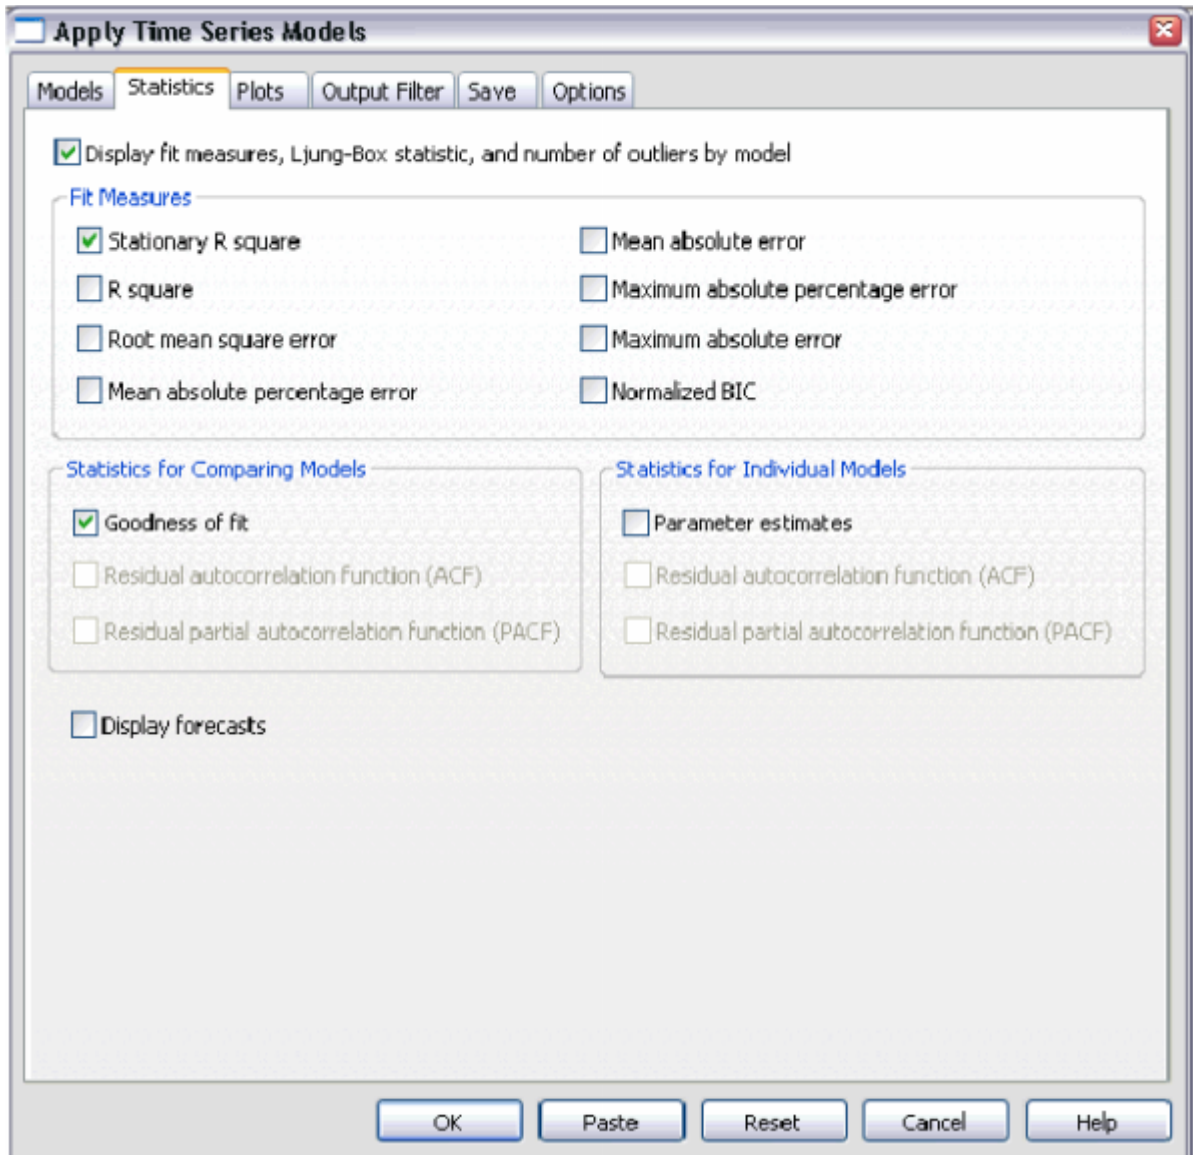 Apply Time Series Models
Models Statistics Plots Output Filter Save Options
Display fit measures, Ljung-Box statistic, and number of outliers by model
Fit Measures
Stationary R square
Mean absolute error
R square
Maximum absolute percentage error
Root mean square error
Maximum absolute error
Mean absolute percentage error
Normalized BIC
Statistics for Comparing Models
Goodness of fit
Residual autocorrelation function (ACF)
Residual partial autocorrelation function (PACF)
Statistics for Individual Models
Parameter estimates
Residual autocorrelation function (ACF)
Residual partial autocorrelation function (PACF)
Display forecasts
OK Paste Reset Cancel Help